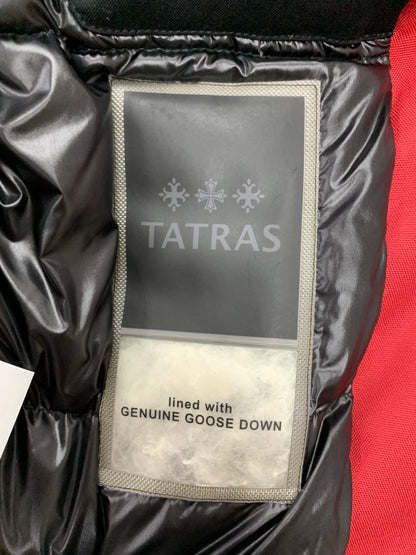 TATRAS
lined with
GENUINE GOOSE DOWN